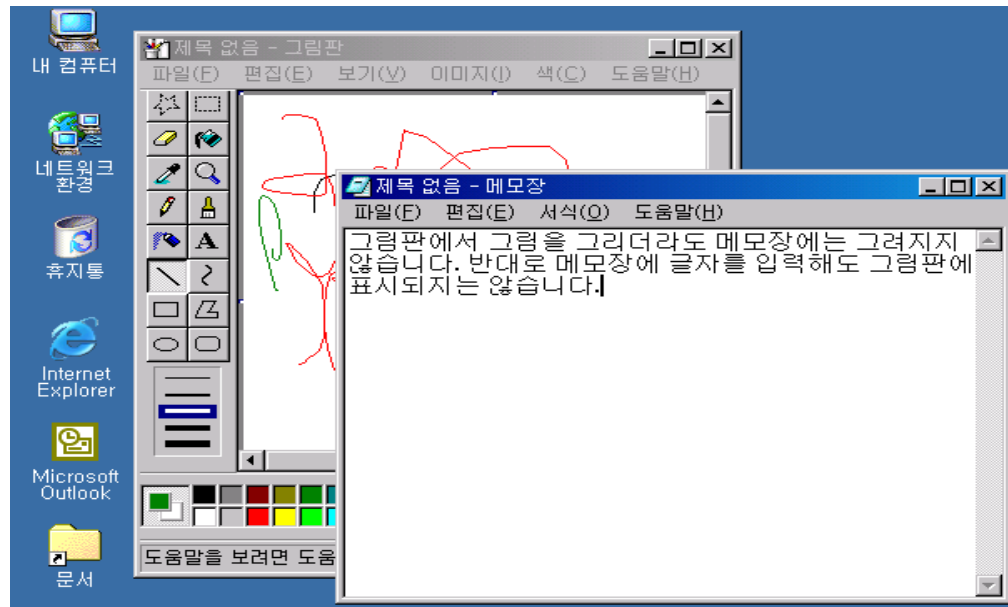 내 컴퓨터
네트워크
환경
휴지통
Internet
Explorer
Microsoft
Outlook
문서
제목 없음 - 그림판
파일(F) 편집(E) 보기(V) 이미지(I) 색(C) 도움말(H)
A
도움말을 보려면 도움
제목 없음 - 메모장
파일(F) 편집(E) 서식(O) 도움말(H)
그림판에서 그림을 그리더라도 메모장에는 그려지지
않습니다. 반대로 메모장에 글자를 입력해도 그림판에
표시되지는 않습니다.